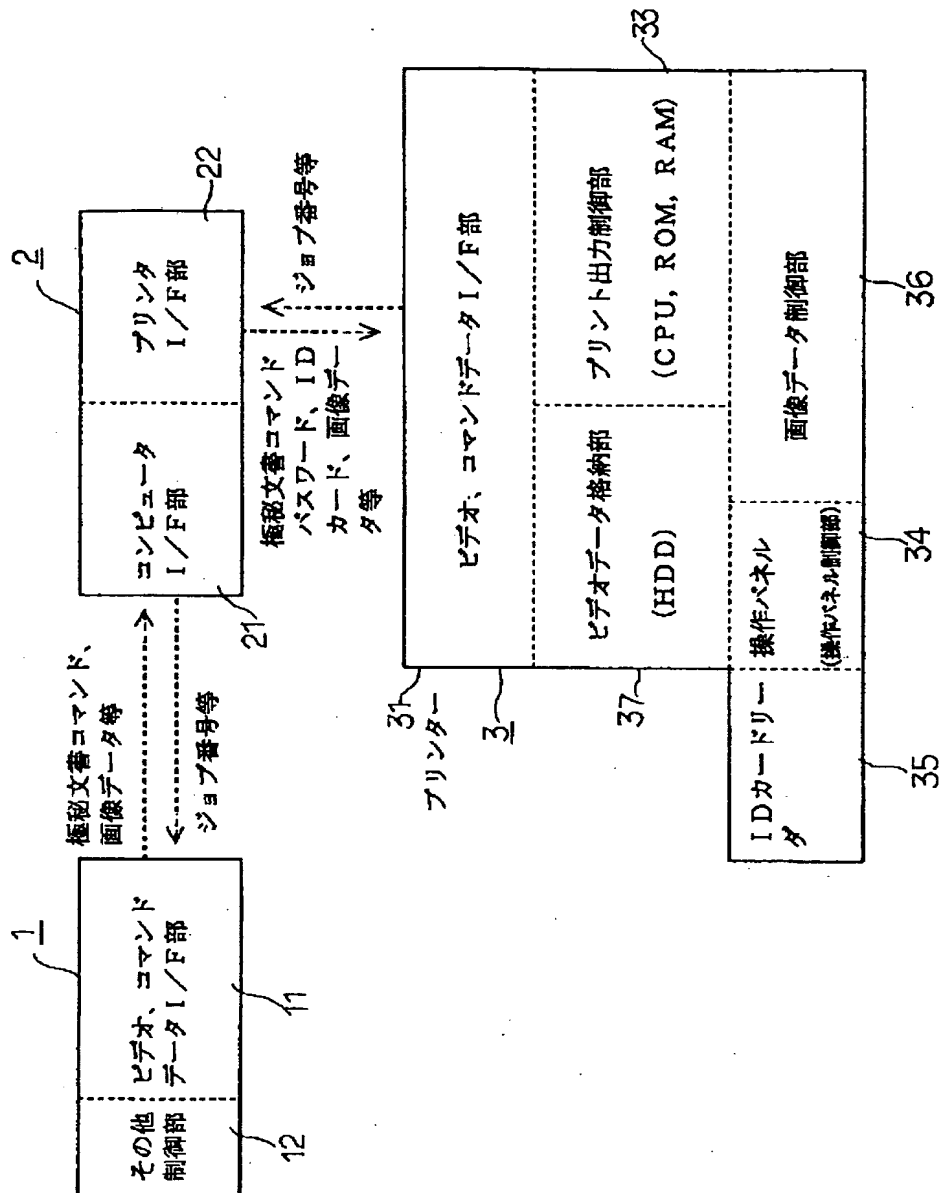 1
その他
制御部
12
ビデオ、コマンド
データI/F部
11
極秘文書コマンド、
画像データ等
ジョブ番号等
2
コンピュータ
I/F部
21
プリンタ
I/F部
22
極秘文書コマンド
パスワード、ID
カード、画像デー
タ等
ジョブ番号等
31
プリンター
3
37
ビデオ、コマンドデータI/F部
ビデオデータ格納部
(HDD)
プリント出力制御部
(CPU, ROM, RAM)
33
IDカードリー
ダ
35
操作パネル
(操作パネル制御部)
34
画像データ制御部
36